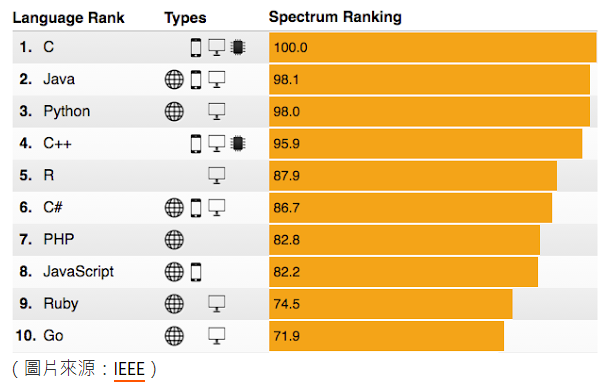 Language Rank Types Spectrum Ranking
1. C 100.0
2. Java 98.1
3. Python 98.0
4. C++ 95.9
5. R 87.9
6. C# 86.7
7. PHP 82.8
8. JavaScript 82.2
9. Ruby 74.5
10. Go 71.9
（圖片來源：IEEE）